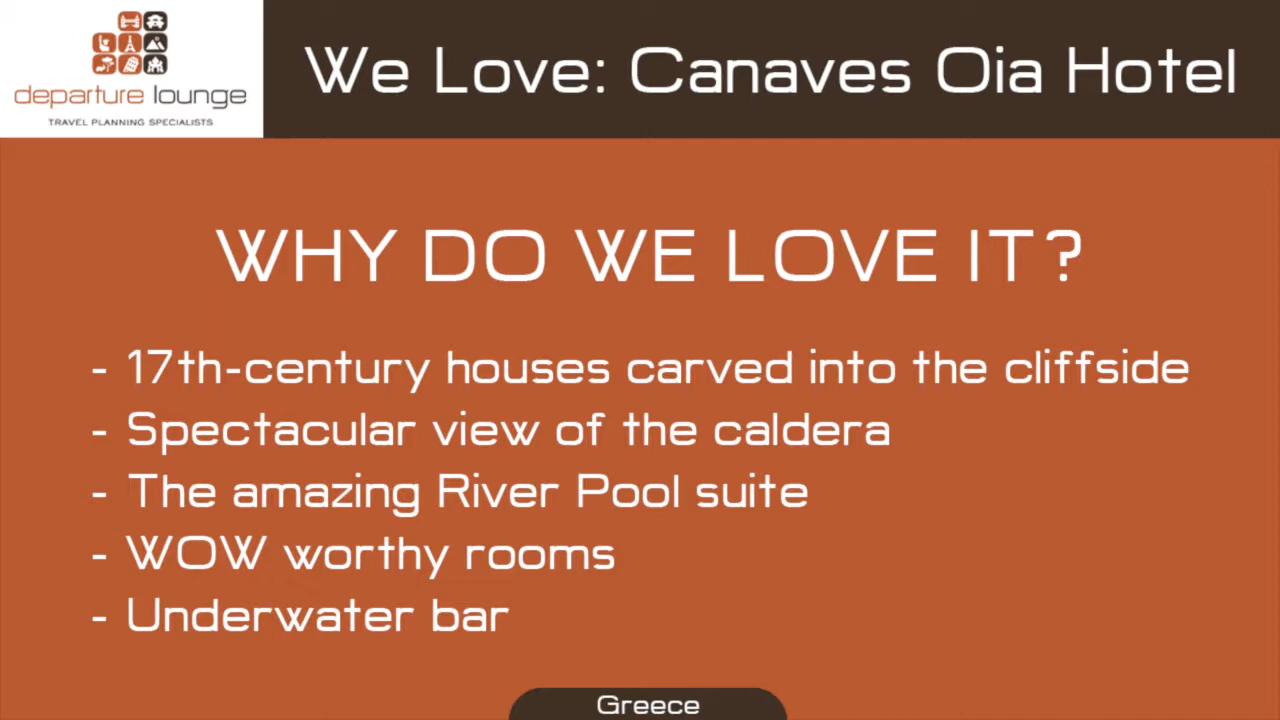 departure lounge
TRAVEL PLANNING SPECIALISTS
We Love: Canaves Oia Hotel
WHY DO WE LOVE IT?
- 17th-century houses carved into the cliffside
- Spectacular view of the caldera
- The amazing River Pool suite
- WOW worthy rooms
- Underwater bar
Greece